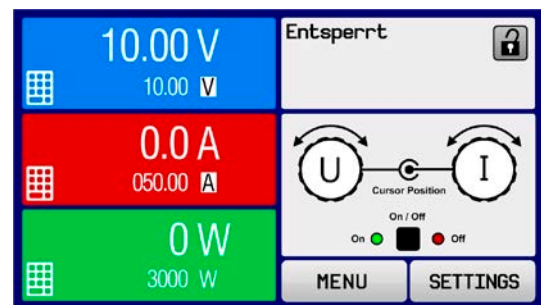 10.00 V
10.00 V
0.0 A
050.00 A
0 W
3000 W
Entsperrt
U
I
Cursor Position
On / Off
On
Off
MENU
SETTINGS